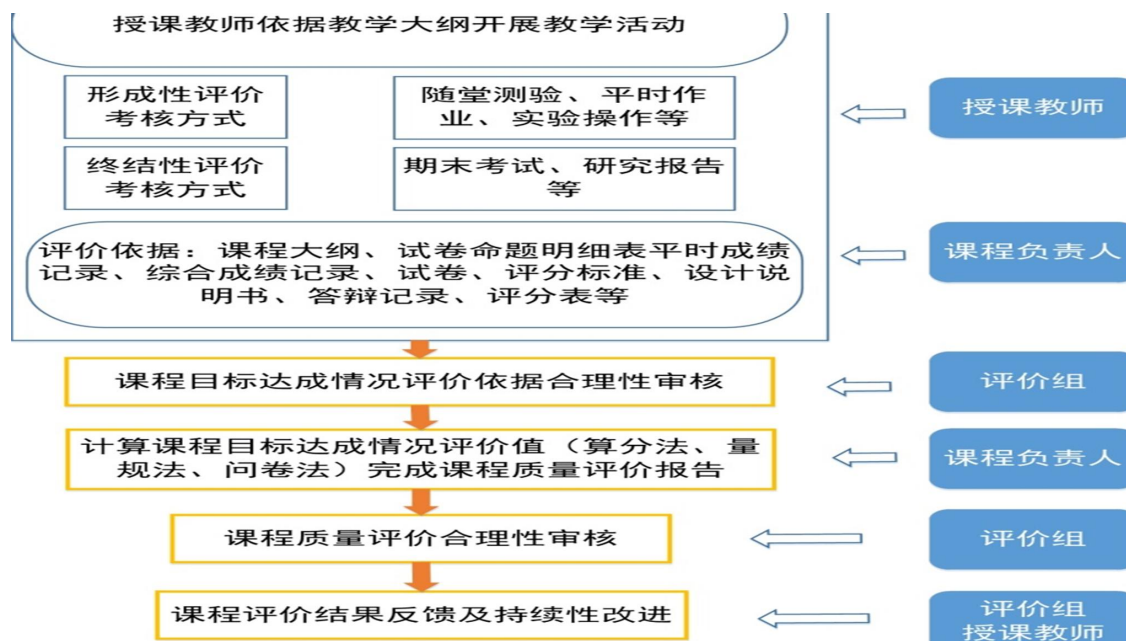 授课教师依据教学大纲开展教学活动
形成性评价
考核方式
随堂测验、平时作
业、实验操作等
授课教师
终结性评价
考核方式
期末考试、研究报告
等
评价依据：课程大纲、试卷命题明细表平时成绩
记录、综合成绩记录、试卷、评分标准、设计说
明书、答辩记录、评分表等
课程负责人
课程目标达成情况评价依据合理性审核
评价组
计算课程目标达成情况评价值（算分法、量
规法、问卷法）完成课程质量评价报告
课程负责人
课程质量评价合理性审核
评价组
课程评价结果反馈及持续性改进
评价组
授课教师